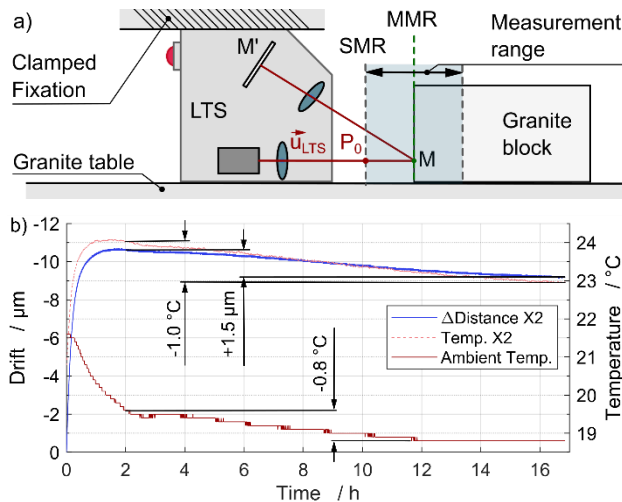 a)
MMR
M'
SMR
Measurement
range
Clamped
Fixation
LTS
u LTS
P0
M
Granite
block
Granite table
b)
-12
-10
-8
-6
-4
-2
0
Drift / µm
24
23
22
21
20
19
Temperature / °C
-1.0 °C
+1.5 µm
-0.8 °C
ΔDistance X2
Temp. X2
Ambient Temp.
0 2 4 6 8 10 12 14 16
Time / h